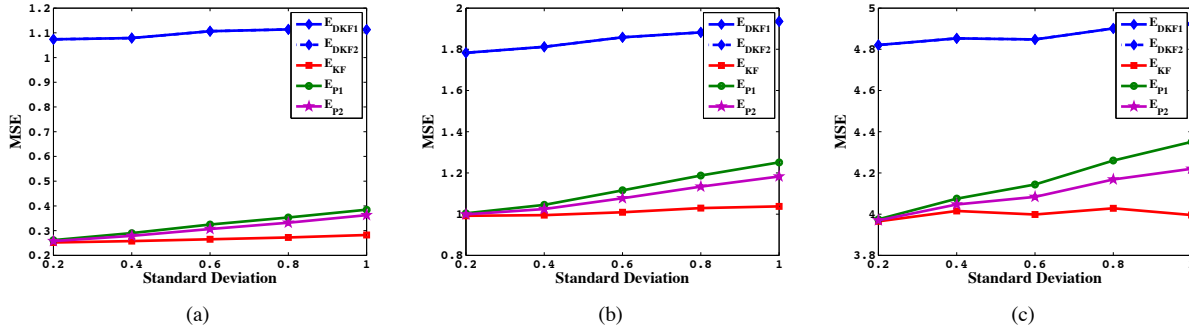 1.2
1.1
1
0.9
0.8
0.7
0.6
0.5
0.4
0.3
0.2
MSE
0.2 0.4 0.6 0.8 1
Standard Deviation
E_DKF1
E_DKF2
E_KF
E_P1
E_P2
(a)
2
1.8
1.6
1.4
1.2
1
0.8
MSE
0.2 0.4 0.6 0.8 1
Standard Deviation
E_DKF1
E_DKF2
E_KF
E_P1
E_P2
(b)
5
4.8
4.6
4.4
4.2
4
3.8
MSE
0.2 0.4 0.6 0.8
Standard Deviation
E_DKF1
E_DKF2
E_KF
E_P1
E_P2
(c)